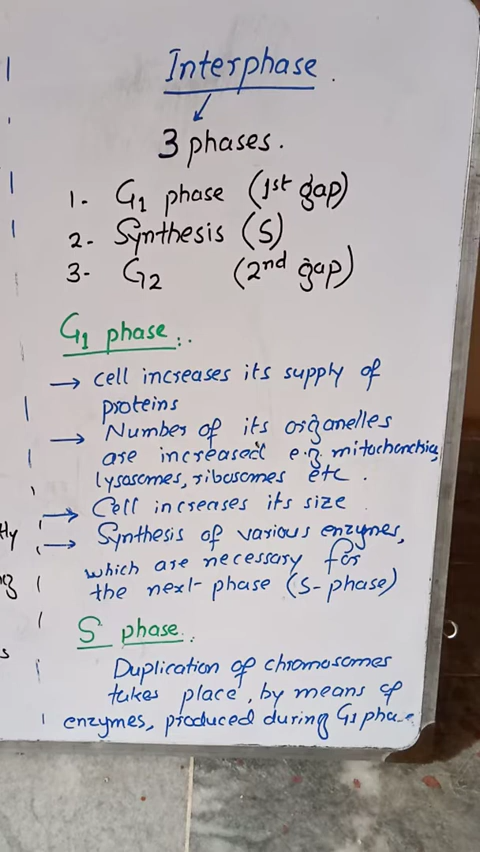 Interphase.
3 phases.
1- G1 phase (1st gap)
2- Synthesis (S)
3- G2 (2nd gap)
G1 phase:.
→ cell increases its supply of
proteins
→ Number of its organelles
are increased e.g. mitochondria,
lysosomes, ribosomes etc.
→ Cell increases its size
→ Synthesis of various enzymes,
which are necessary for
the next phase (S-phase)
S phase:.
Duplication of chromosomes
takes place, by means of
enzymes, produced during G1 phase